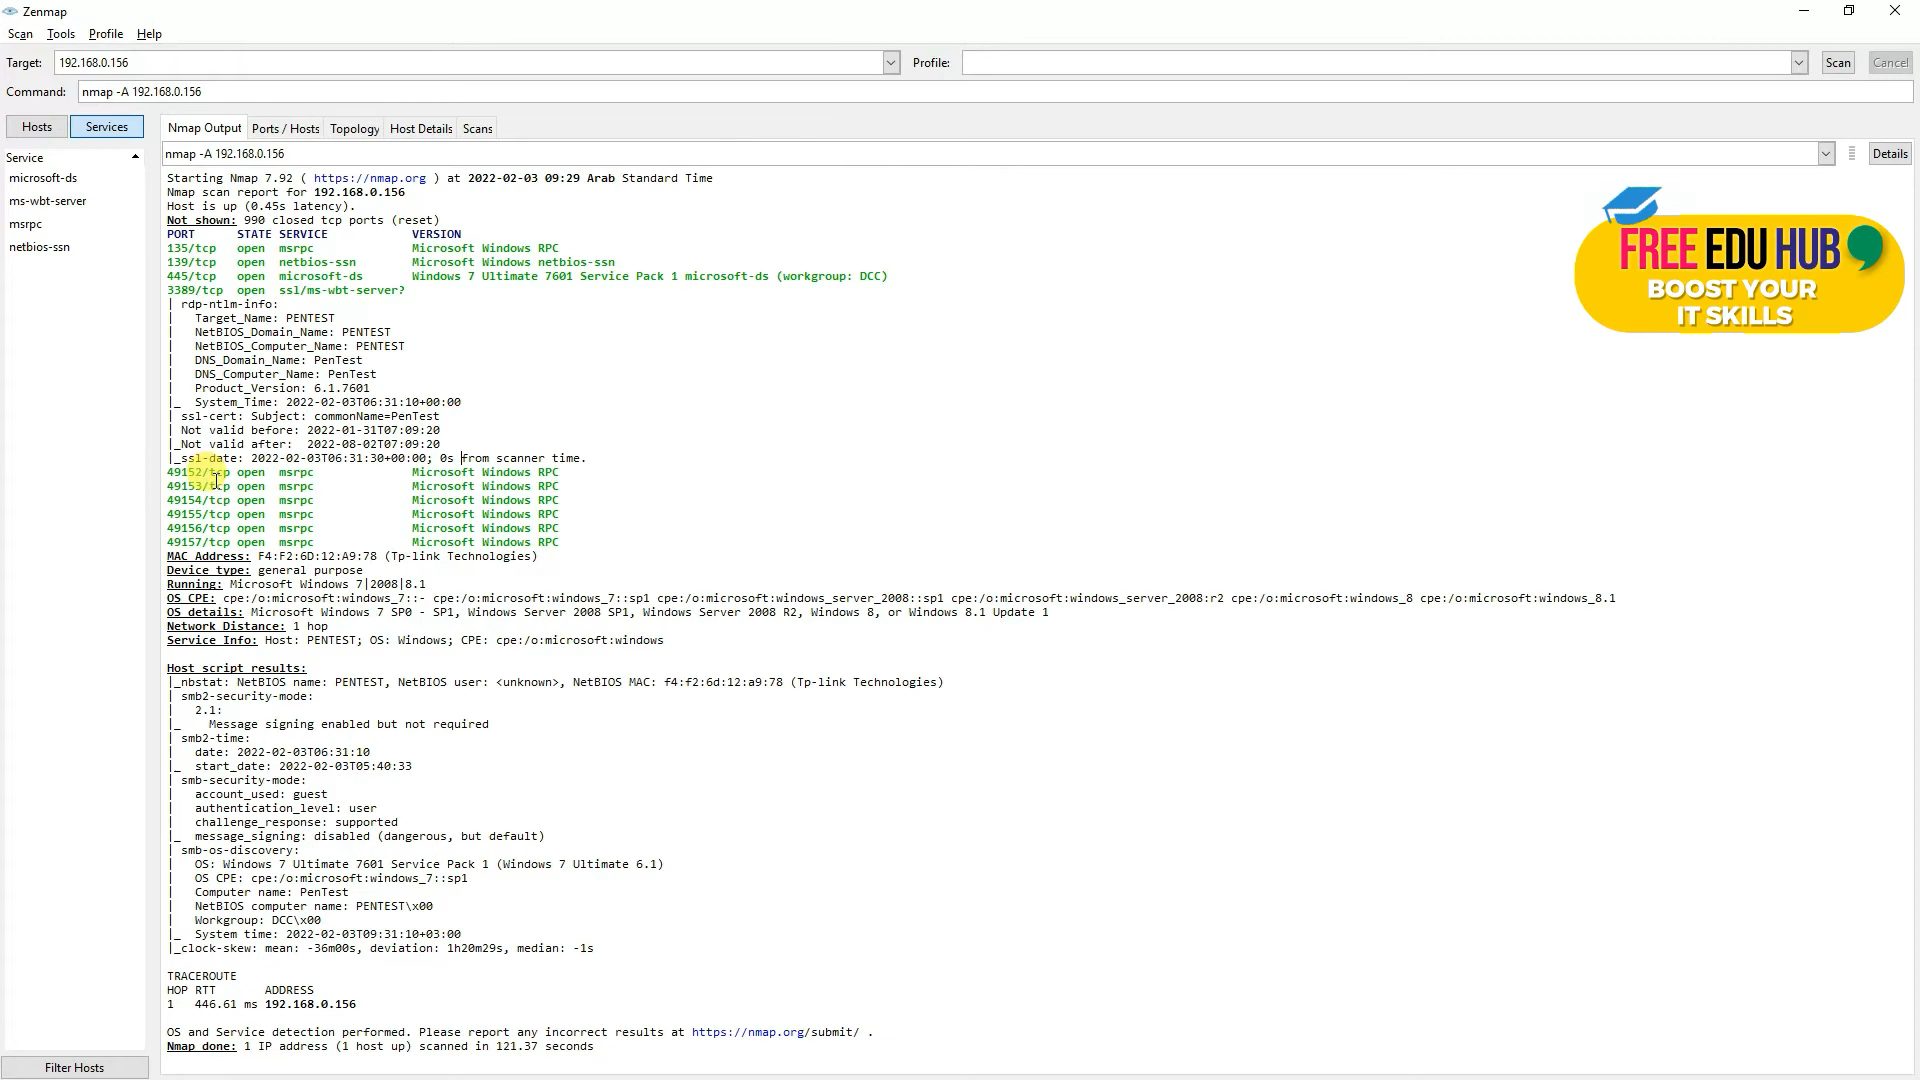 Zenmap
Scan Tools Profile Help
Target: 192.168.0.156 Profile: Scan Cancel
Command: nmap -A 192.168.0.156
Hosts Services
Nmap Output Ports / Hosts Topology Host Details Scans
Service
microsoft-ds
ms-wbt-server
msrpc
netbios-ssn
Filter Hosts
nmap -A 192.168.0.156 Details
Starting Nmap 7.92 ( https://nmap.org ) at 2022-02-03 09:29 Arab Standard Time
Nmap scan report for 192.168.0.156
Host is up (0.45s latency).
Not shown: 990 closed tcp ports (reset)
PORT STATE SERVICE VERSION
135/tcp open msrpc Microsoft Windows RPC
139/tcp open netbios-ssn Microsoft Windows netbios-ssn
445/tcp open microsoft-ds Windows 7 Ultimate 7601 Service Pack 1 microsoft-ds (workgroup: DCC)
3389/tcp open ssl/ms-wbt-server?
| rdp-ntlm-info:
| Target_Name: PENTEST
| NetBIOS_Domain_Name: PENTEST
| NetBIOS_Computer_Name: PENTEST
| DNS_Domain_Name: PenTest
| DNS_Computer_Name: PenTest
| Product_Version: 6.1.7601
|_ System_Time: 2022-02-03T06:31:10+00:00
| ssl-cert: Subject: commonName=PenTest
| Not valid before: 2022-01-31T07:09:20
|_Not valid after: 2022-08-02T07:09:20
|_ssl-date: 2022-02-03T06:31:30+00:00; 0s from scanner time.
49152/tcp open msrpc Microsoft Windows RPC
49153/tcp open msrpc Microsoft Windows RPC
49154/tcp open msrpc Microsoft Windows RPC
49155/tcp open msrpc Microsoft Windows RPC
49156/tcp open msrpc Microsoft Windows RPC
49157/tcp open msrpc Microsoft Windows RPC
MAC Address: F4:F2:6D:12:A9:78 (Tp-link Technologies)
Device type: general purpose
Running: Microsoft Windows 7|2008|8.1
OS CPE: cpe:/o:microsoft:windows_7::- cpe:/o:microsoft:windows_7::sp1 cpe:/o:microsoft:windows_server_2008::sp1 cpe:/o:microsoft:windows_server_2008:r2 cpe:/o:microsoft:windows_8 cpe:/o:microsoft:windows_8.1
OS details: Microsoft Windows 7 SP0 - SP1, Windows Server 2008 SP1, Windows Server 2008 R2, Windows 8, or Windows 8.1 Update 1
Network Distance: 1 hop
Service Info: Host: PENTEST; OS: Windows; CPE: cpe:/o:microsoft:windows
Host script results:
|_nbstat: NetBIOS name: PENTEST, NetBIOS user: <unknown>, NetBIOS MAC: f4:f2:6d:12:a9:78 (Tp-link Technologies)
| smb2-security-mode:
| 2.1:
|_ Message signing enabled but not required
| smb2-time:
| date: 2022-02-03T06:31:10
|_ start_date: 2022-02-03T05:40:33
| smb-security-mode:
| account_used: guest
| authentication_level: user
| challenge_response: supported
|_ message_signing: disabled (dangerous, but default)
| smb-os-discovery:
| OS: Windows 7 Ultimate 7601 Service Pack 1 (Windows 7 Ultimate 6.1)
| OS CPE: cpe:/o:microsoft:windows_7::sp1
| Computer name: PenTest
| NetBIOS computer name: PENTEST\x00
| Workgroup: DCC\x00
|_ System time: 2022-02-03T09:31:10+03:00
|_clock-skew: mean: -36m00s, deviation: 1h20m29s, median: -1s
TRACEROUTE
HOP RTT ADDRESS
1 446.61 ms 192.168.0.156
OS and Service detection performed. Please report any incorrect results at https://nmap.org/submit/ .
Nmap done: 1 IP address (1 host up) scanned in 121.37 seconds
FREE EDU HUB
BOOST YOUR
IT SKILLS